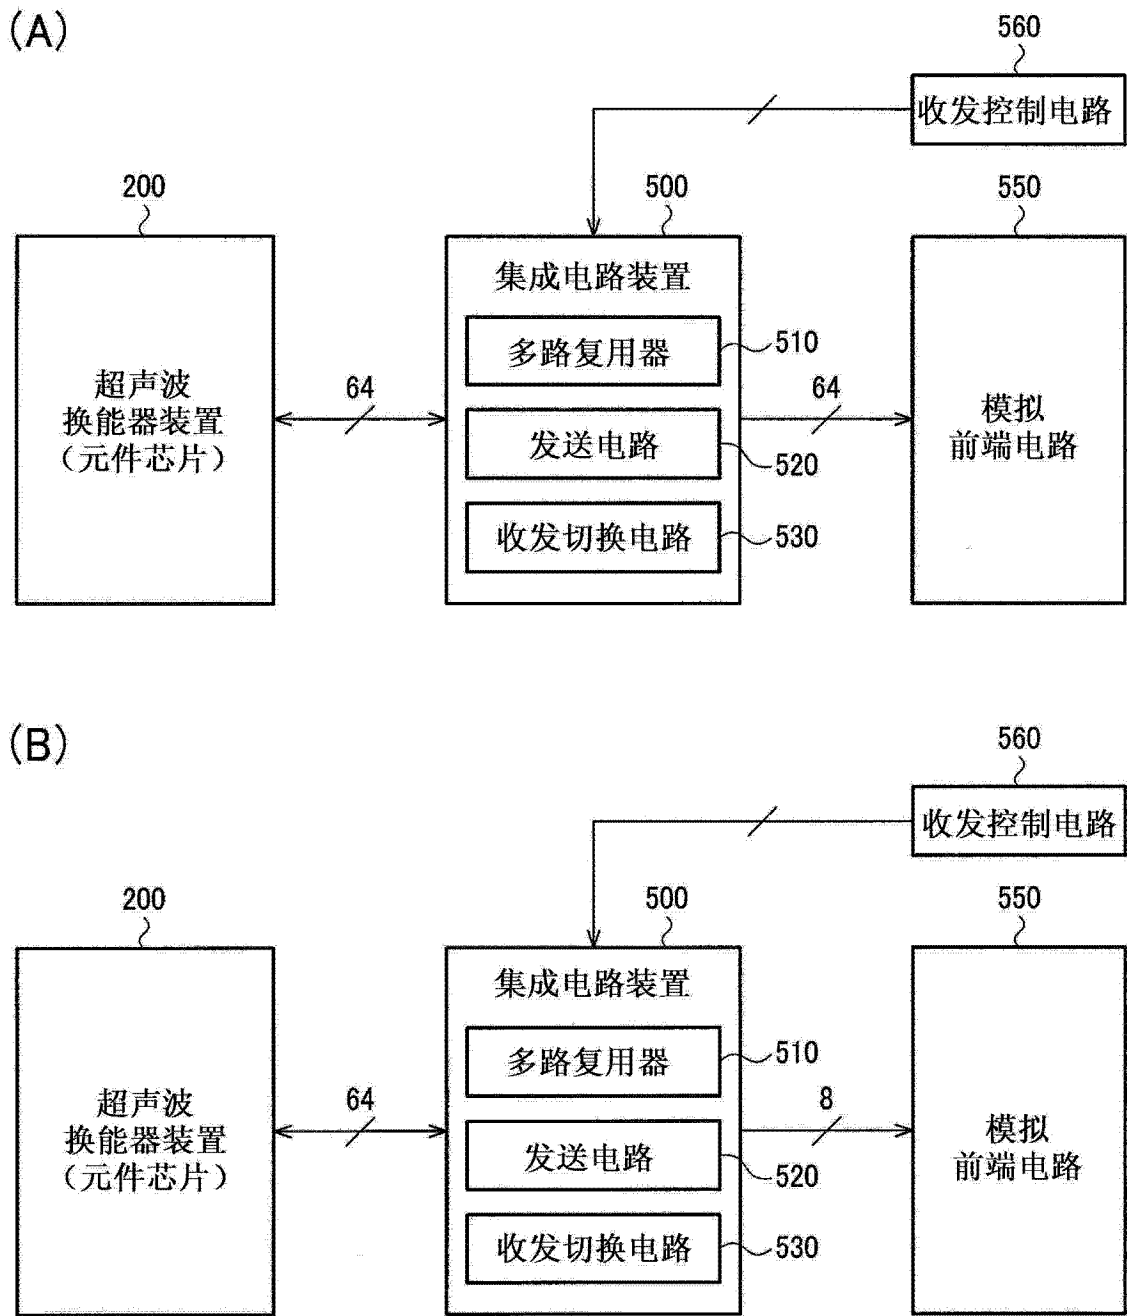 (A)
560
收发控制电路
200
500
550
集成电路装置
多路复用器
510
超声波
换能器装置
（元件芯片）
64
发送电路
520
64
模拟
前端电路
收发切换电路
530
(B)
560
收发控制电路
200
500
550
集成电路装置
多路复用器
510
超声波
换能器装置
（元件芯片）
64
发送电路
520
8
模拟
前端电路
收发切换电路
530